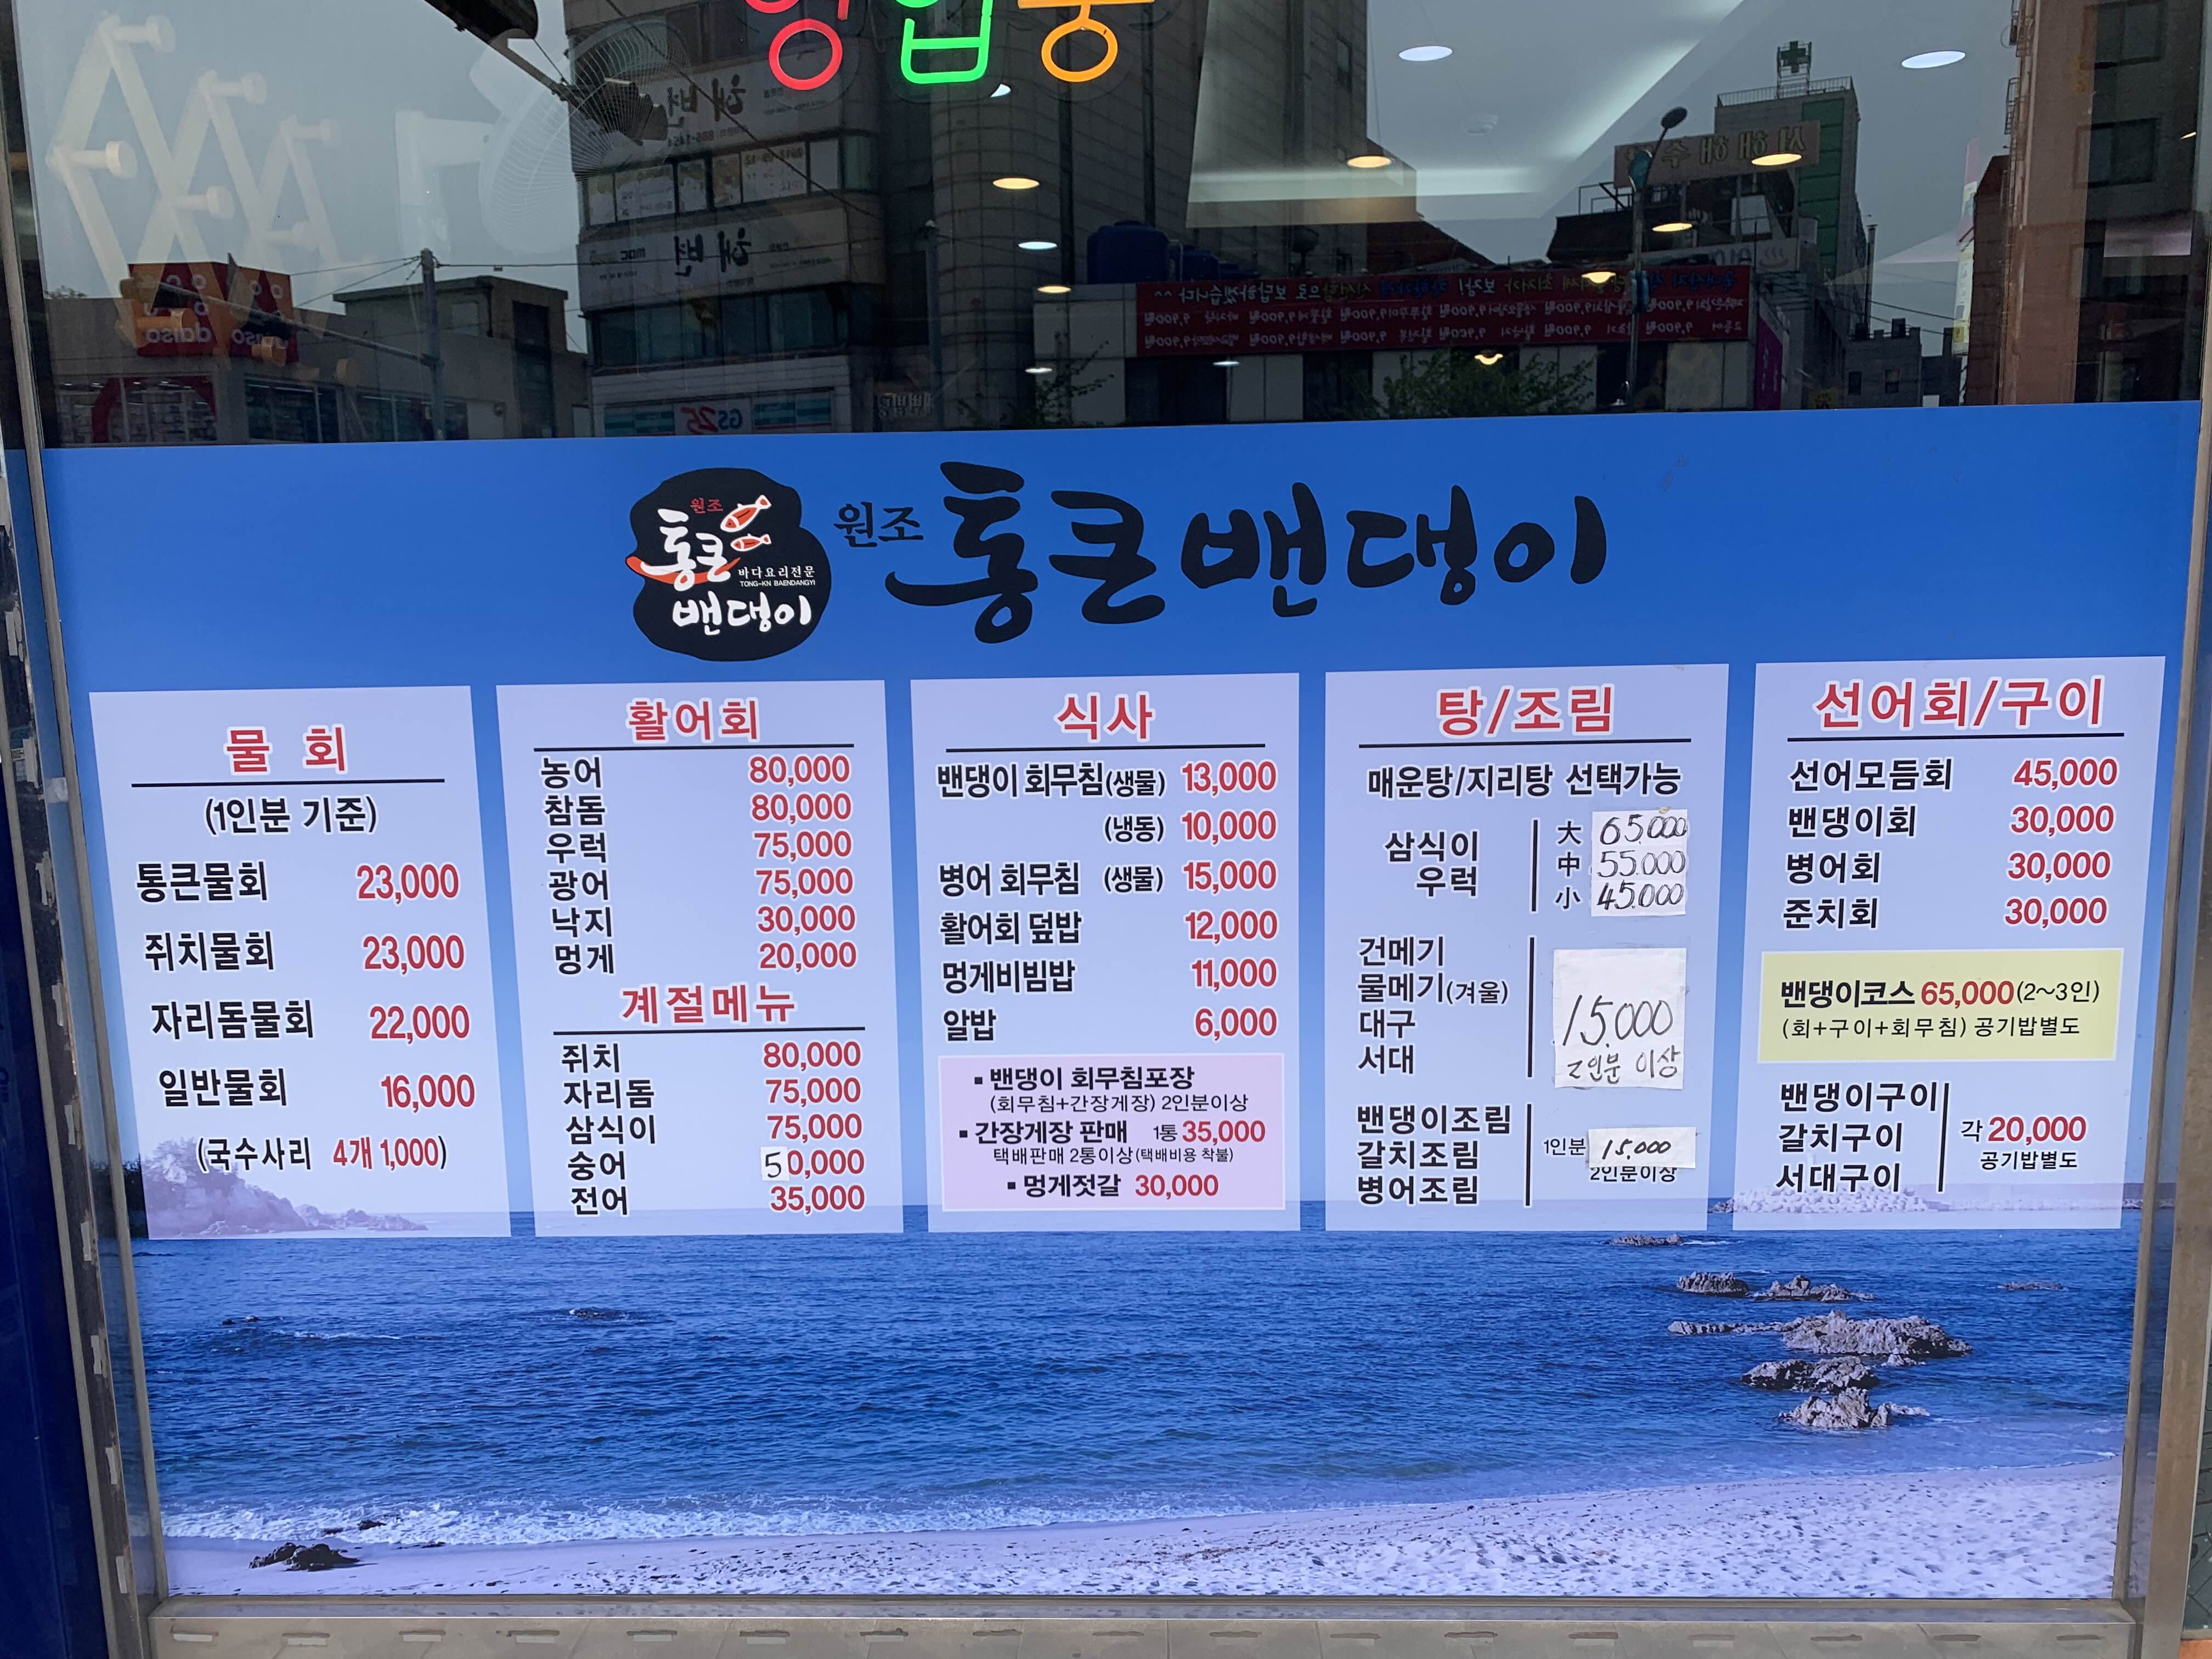 영업중
daiso
GS25
원조
통큰
바다요리전문
TONG-KN BAENDANGYI
밴댕이
원조 통큰밴댕이
물 회
(1인분 기준)
통큰물회 23,000
쥐치물회 23,000
자리돔물회 22,000
일반물회 16,000
(국수사리 4개 1,000)
활어회
농어 80,000
참돔 80,000
우럭 75,000
광어 75,000
낙지 30,000
멍게 20,000
계절메뉴
쥐치 80,000
자리돔 75,000
삼식이 75,000
숭어 50,000
전어 35,000
식사
밴댕이 회무침(생물) 13,000
(냉동) 10,000
병어 회무침 (생물) 15,000
활어회 덮밥 12,000
멍게비빔밥 11,000
알밥 6,000
▪ 밴댕이 회무침포장
(회무침+간장게장) 2인분이상
▪ 간장게장 판매 1통 35,000
택배판매 2통이상(택배비용 착불)
▪ 멍게젓갈 30,000
탕/조림
매운탕/지리탕 선택가능
삼식이
우럭
大 65,000
中 55.000
小 45.000
건메기
물메기(겨울)
대구
서대
15.000
2인분 이상
밴댕이조림
갈치조림
병어조림
1인분 15.000
2인분이상
선어회/구이
선어모듬회 45,000
밴댕이회 30,000
병어회 30,000
준치회 30,000
밴댕이코스 65,000(2~3인)
(회+구이+회무침) 공기밥별도
밴댕이구이
갈치구이
서대구이
각 20,000
공기밥별도